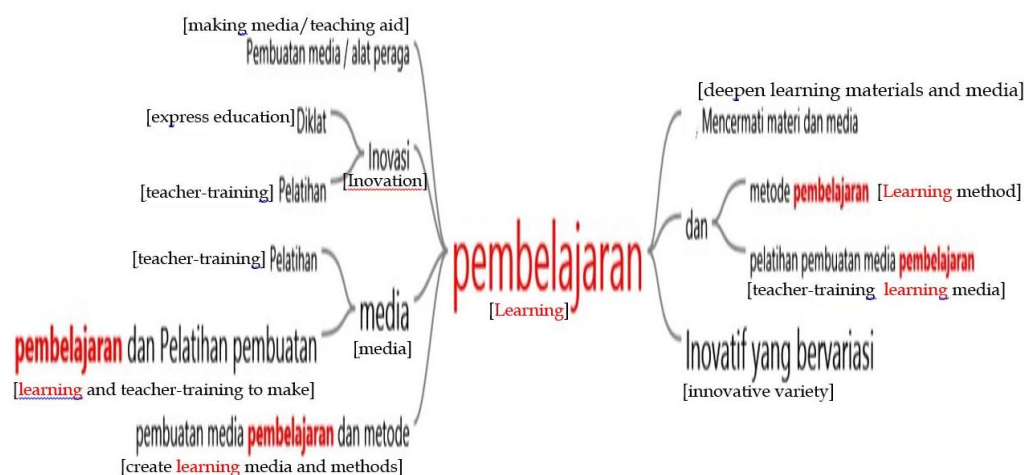 [making media/teaching aid]
Pembuatan media / alat peraga
[express education] Diklat
Inovasi
[Inovation]
[teacher-training] Pelatihan
[teacher-training] Pelatihan
media
[media]
pembelajaran dan Pelatihan pembuatan
[learning and teacher-training to make]
pembuatan media pembelajaran dan metode
[create learning media and methods]
pembelajaran
[Learning]
[deepen learning materials and media]
, Mencermati materi dan media
metode pembelajaran [Learning method]
dan
pelatihan pembuatan media pembelajaran
[teacher-training learning media]
Inovatif yang bervariasi
[innovative variety]